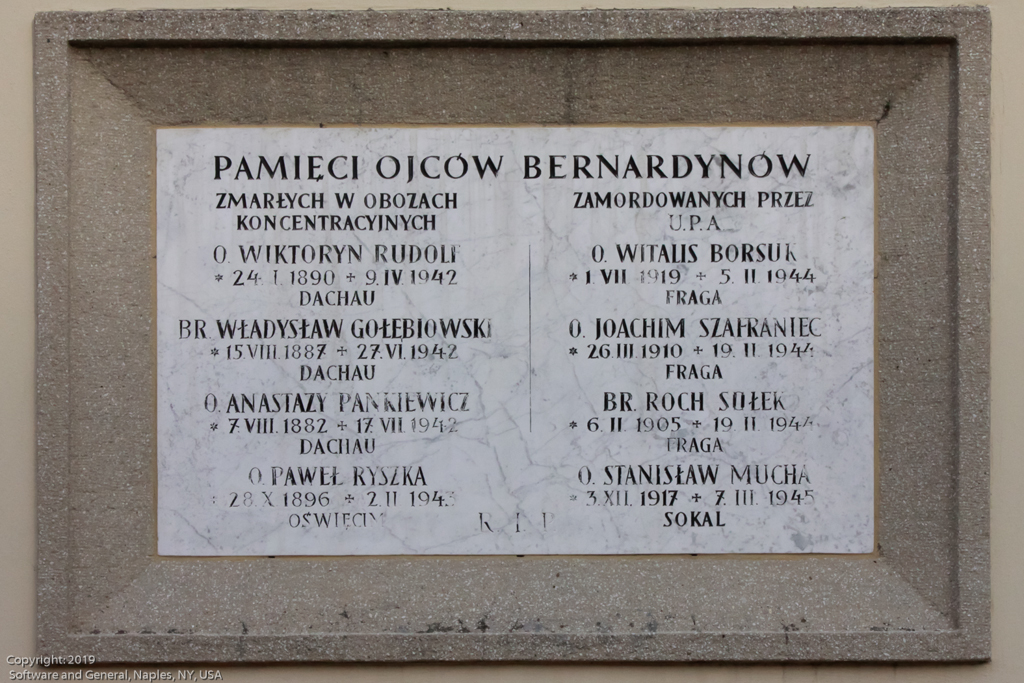 PAMIĘCI OJCÓW BERNARDYNÓW
ZMARŁYCH W OBOZACH
KONCENTRACYJNYCH
O. WIKTORYN RUDOLF
* 24. I. 1890 + 9. IV. 1942
DACHAU
BR. WŁADYSŁAW GOŁĘBIOWSKI
* 15. VIII. 1887 + 27. VI. 1942
DACHAU
O. ANASTAZY PANKIEWICZ
* 7. VIII. 1882 + 17. VII. 1942
DACHAU
O. PAWEŁ RYSZKA
* 28. X. 1896 + 2. II. 1943
OŚWIĘCIM
ZAMORDOWANYCH PRZEZ
U.P.A.
O. WITALIS BORSUK
* 1. VII. 1919 + 5. II. 1944
FRAGA
O. JOACHIM SZAFRANIEC
* 26. III. 1910 + 19. II. 1944
FRAGA
BR. ROCH SOŁEK
* 6. II. 1905 + 19. II. 1944
FRAGA
O. STANISŁAW MUCHA
* 3. XII. 1917 + 7. III. 1945
SOKAL
R I P
Copyright: 2019
Software and General, Naples, NY, USA